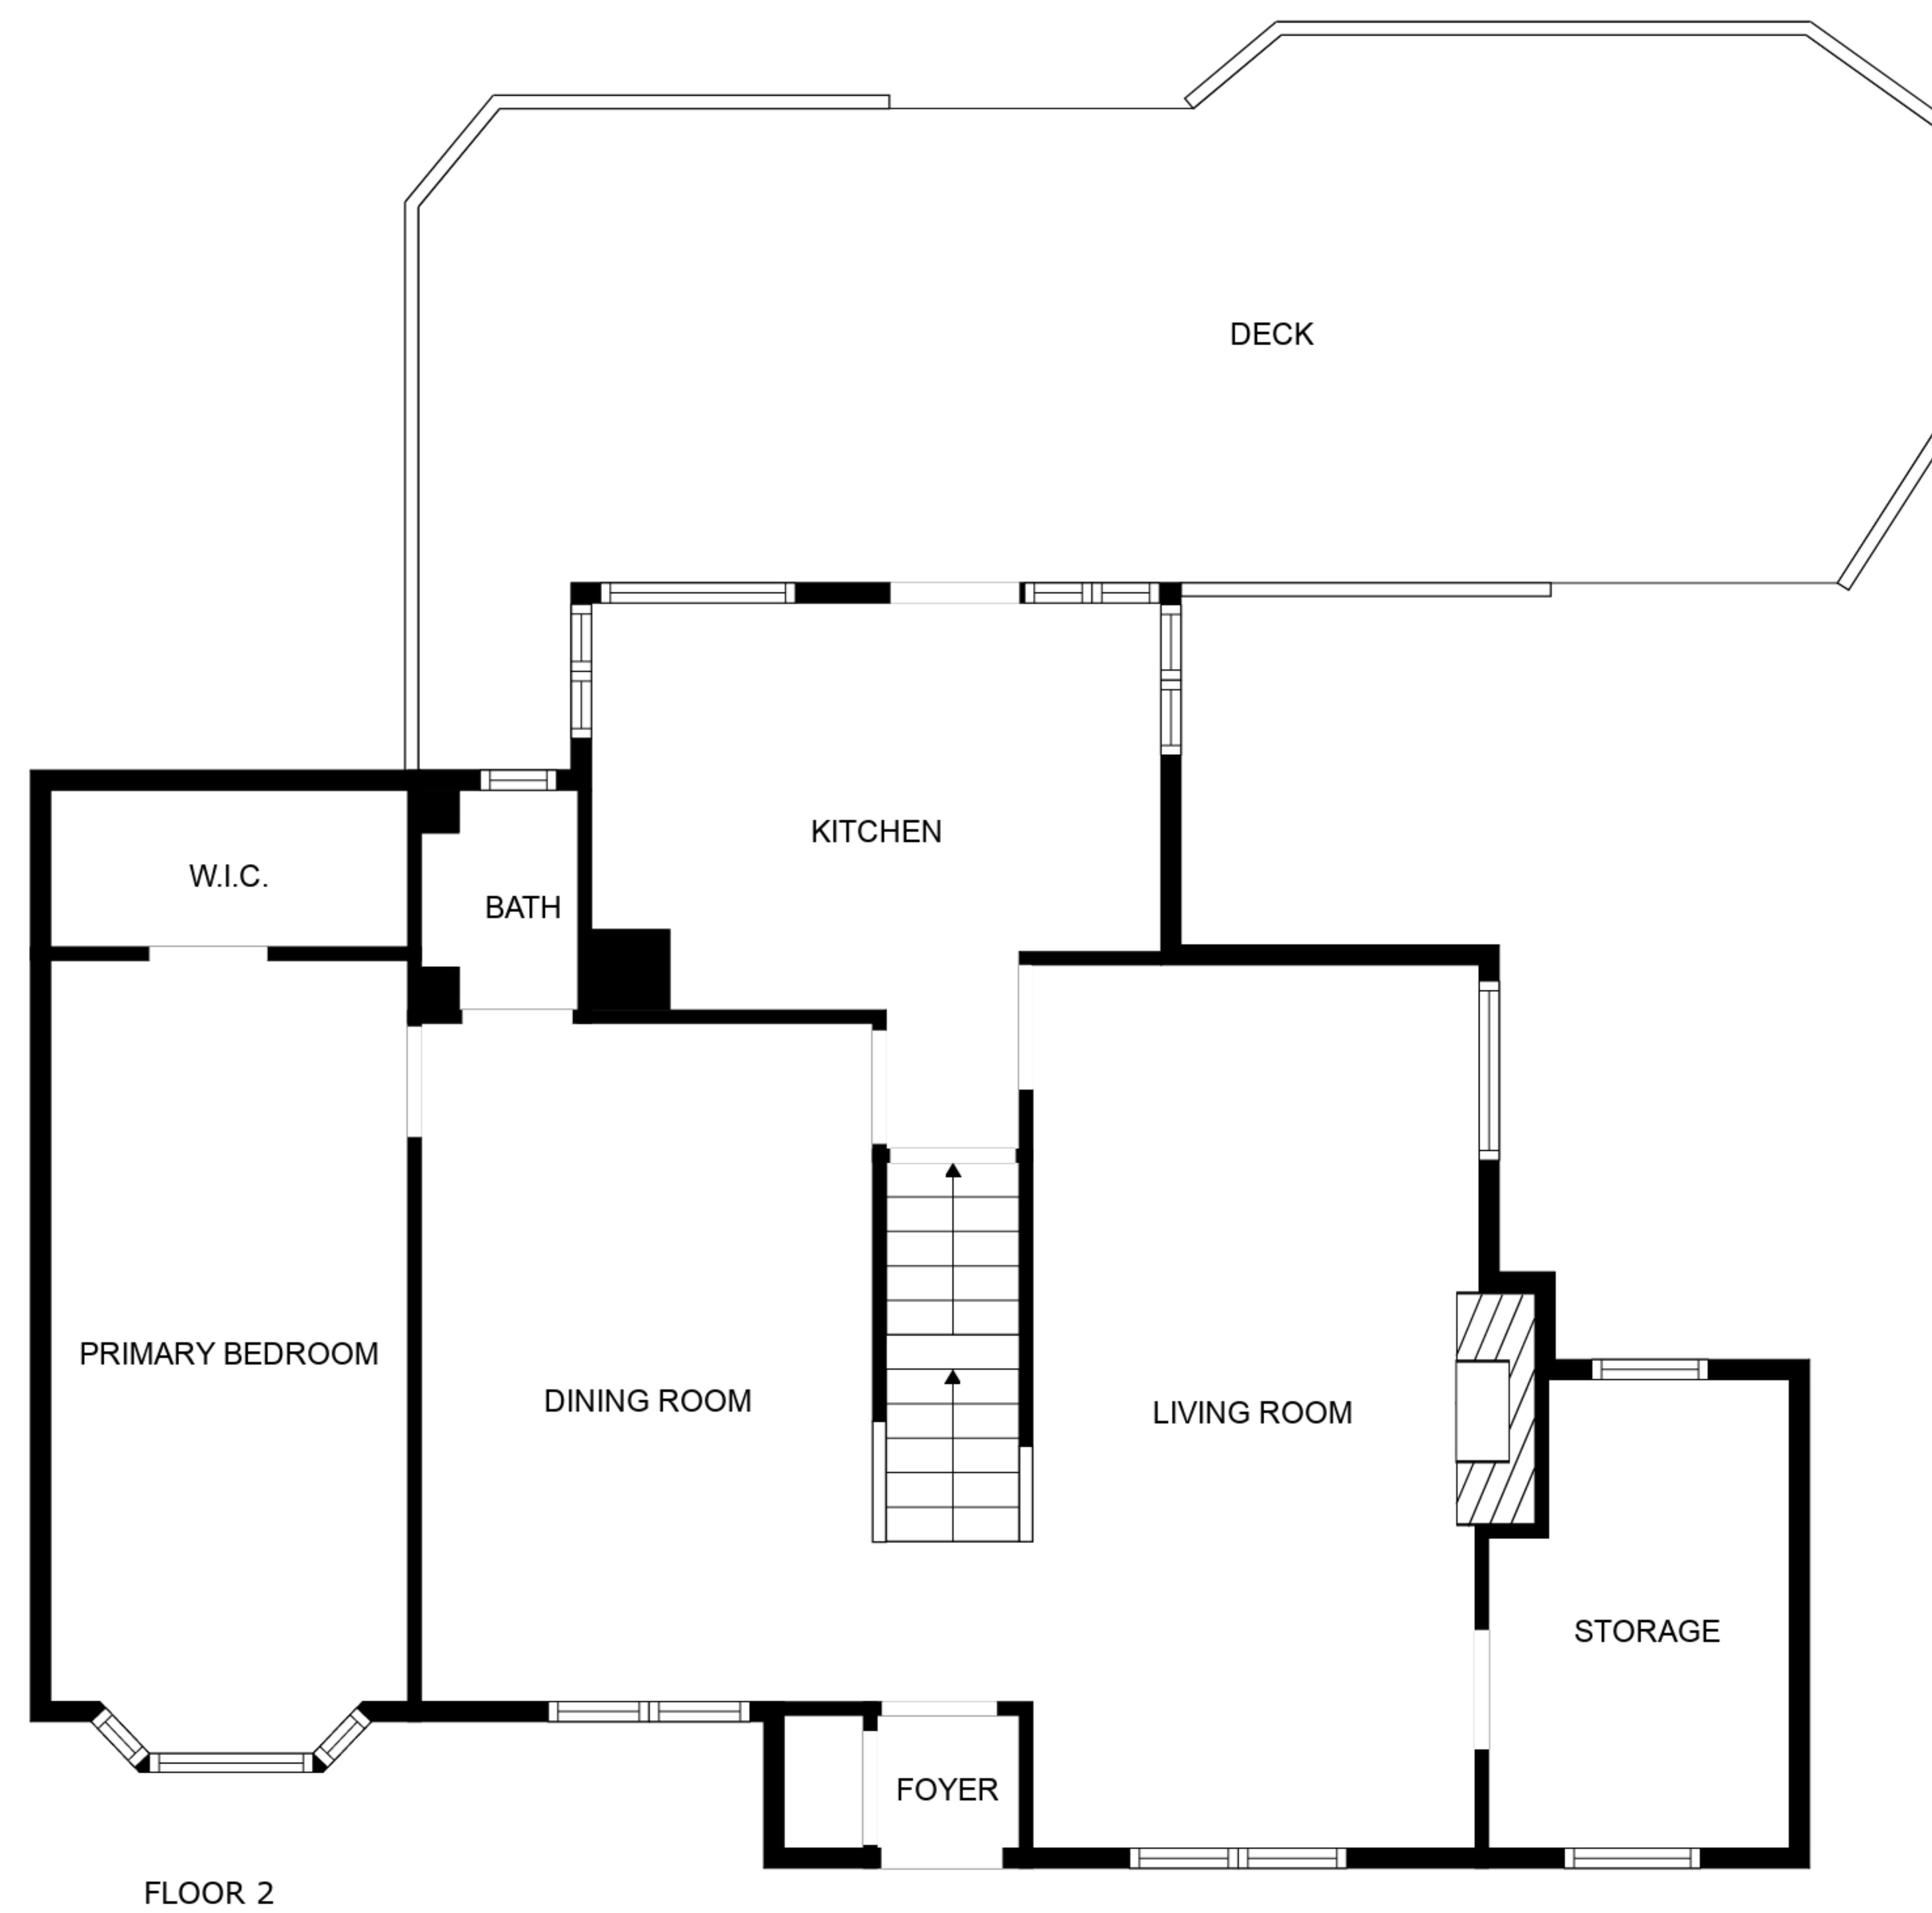 DECK
KITCHEN
W.I.C.
BATH
PRIMARY BEDROOM
DINING ROOM
LIVING ROOM
STORAGE
FOYER
FLOOR 2